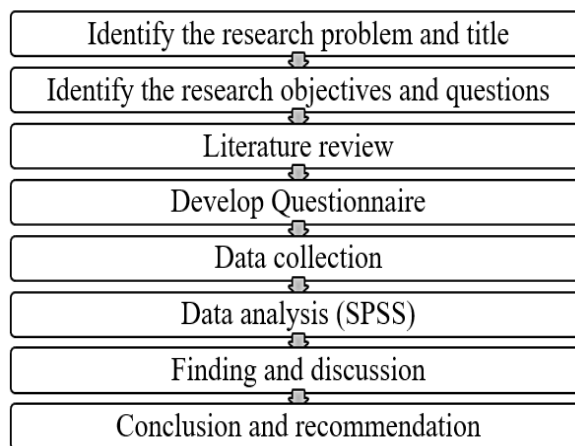 Identify the research problem and title
Identify the research objectives and questions
Literature review
Develop Questionnaire
Data collection
Data analysis (SPSS)
Finding and discussion
Conclusion and recommendation